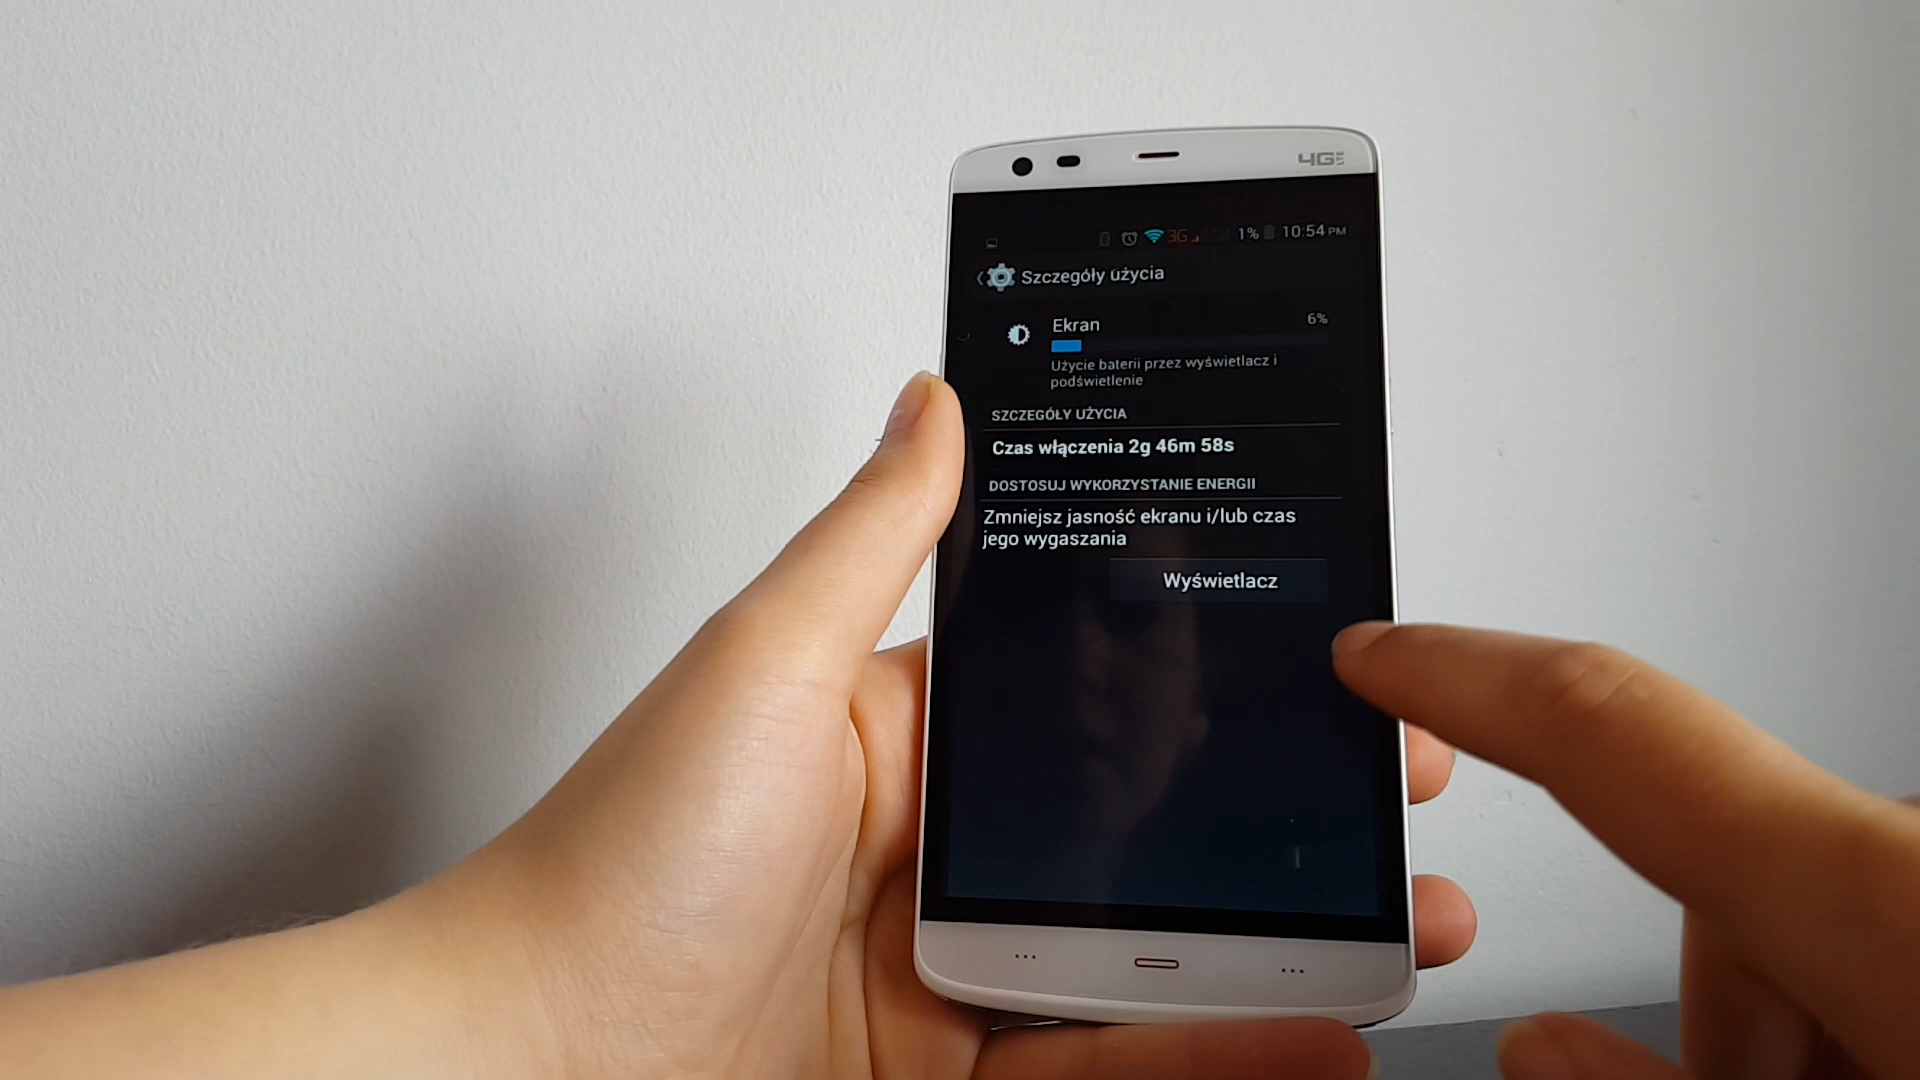 4G LTE
3G 1% 10:54 PM
Szczegóły użycia
Ekran 6%
Użycie baterii przez wyświetlacz i
podświetlenie
SZCZEGÓŁY UŻYCIA
Czas włączenia 2g 46m 58s
DOSTOSUJ WYKORZYSTANIE ENERGII
Zmniejsz jasność ekranu i/lub czas
jego wygaszania
Wyświetlacz